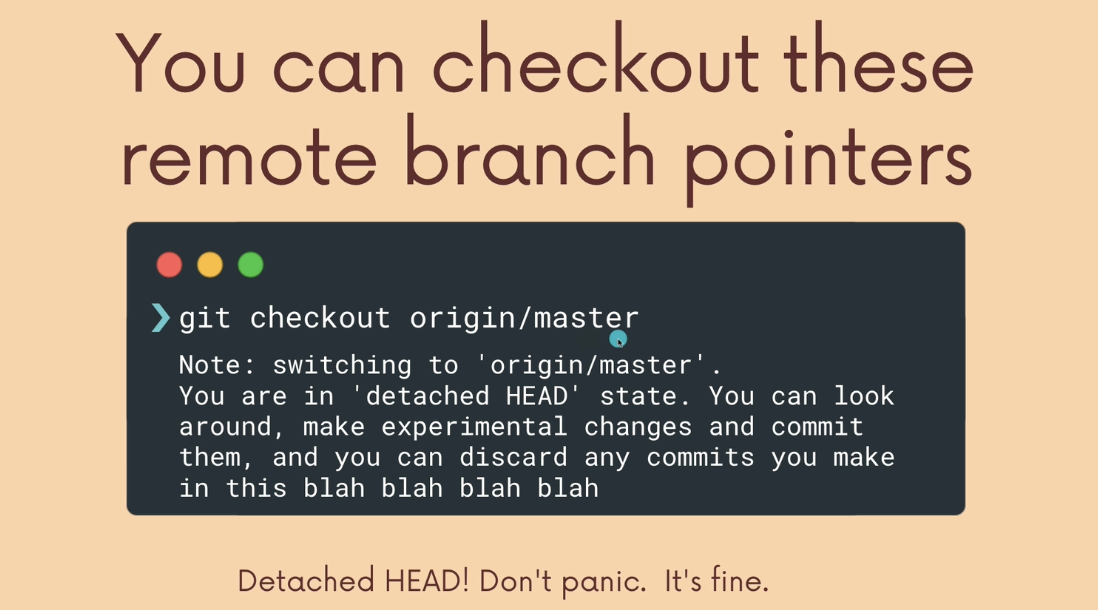 You can checkout these
remote branch pointers
❯ git checkout origin/master
Note: switching to 'origin/master'.
You are in 'detached HEAD' state. You can look
around, make experimental changes and commit
them, and you can discard any commits you make
in this blah blah blah blah
Detached HEAD! Don't panic. It's fine.